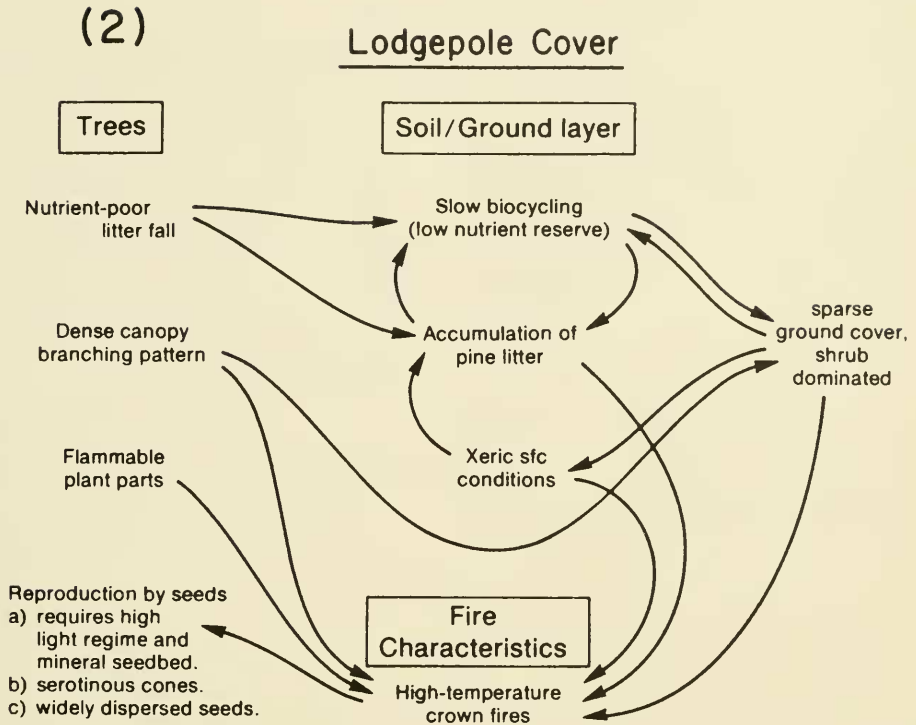 (2)
Lodgepole Cover
Trees
Soil/Ground layer
Nutrient-poor
litter fall
Slow biocycling
(low nutrient reserve)
Dense canopy
branching pattern
Accumulation of
pine litter
sparse
ground cover,
shrub
dominated
Flammable
plant parts
Xeric sfc
conditions
Reproduction by seeds
a) requires high
light regime and
mineral seedbed.
b) serotinous cones.
c) widely dispersed seeds.
Fire
Characteristics
High-temperature
crown fires